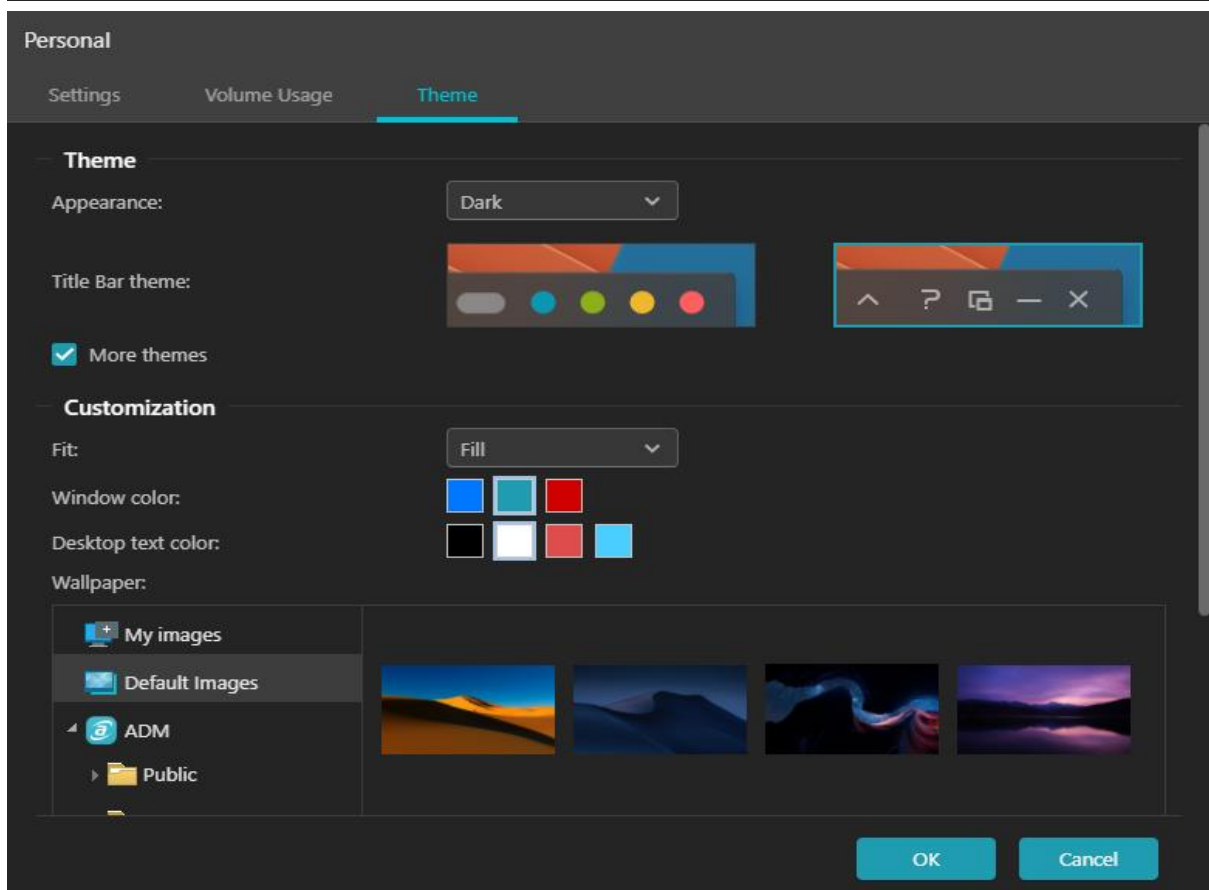 Personal
Settings Volume Usage Theme
Theme
Appearance: Dark
Title Bar theme:
More themes
Customization
Fit: Fill
Window color:
Desktop text color:
Wallpaper:
My images
Default Images
ADM
Public
OK Cancel